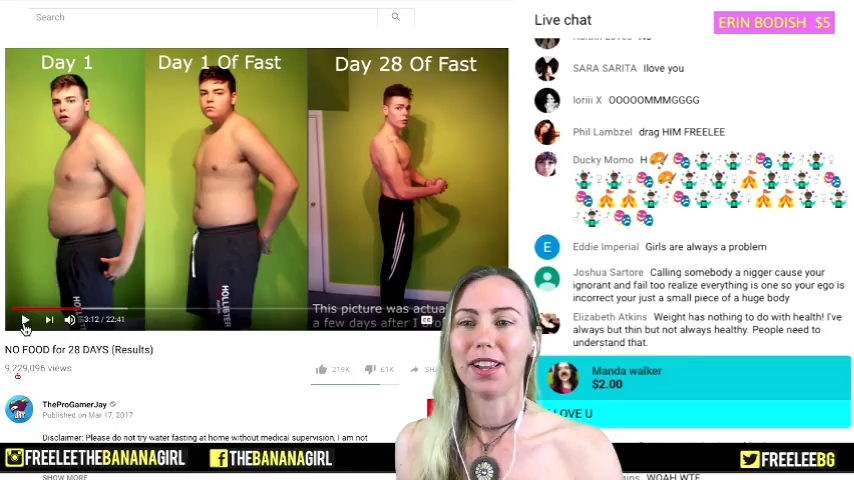 Search
Live chat
ERIN BODISH $5
Day 1
Day 1 Of Fast
Day 28 Of Fast
SARA SARITA Ilove you
loriii X OOOOOMMMGGGG
Phil Lambzel drag HIM FREELEE
Ducky Momo H
E
Eddie Imperial Girls are always a problem
Joshua Sartore Calling somebody a nigger cause your
ignorant and fail too realize everything is one so your ego is
incorrect your just a small piece of a huge body
HOLLISTER
3:12 / 22:41
This picture was actual
a few days after I
Elizabeth Atkins Weight has nothing to do with health! I've
always but thin but not always healthy. People need to
understand that.
NO FOOD for 28 DAYS (Results)
9,229,096 views
219K
61K
SHA
Manda walker
$2.00
I LOVE U
TheProGamerJay
Published on Mar 17, 2017
Disclaimer: Please do not try water fasting at home without medical supervision, I am not
FREELEETHEBANANAGIRL
THEBANANAGIRL
FREELEEBG
SHOW MORE
WOAH WTF